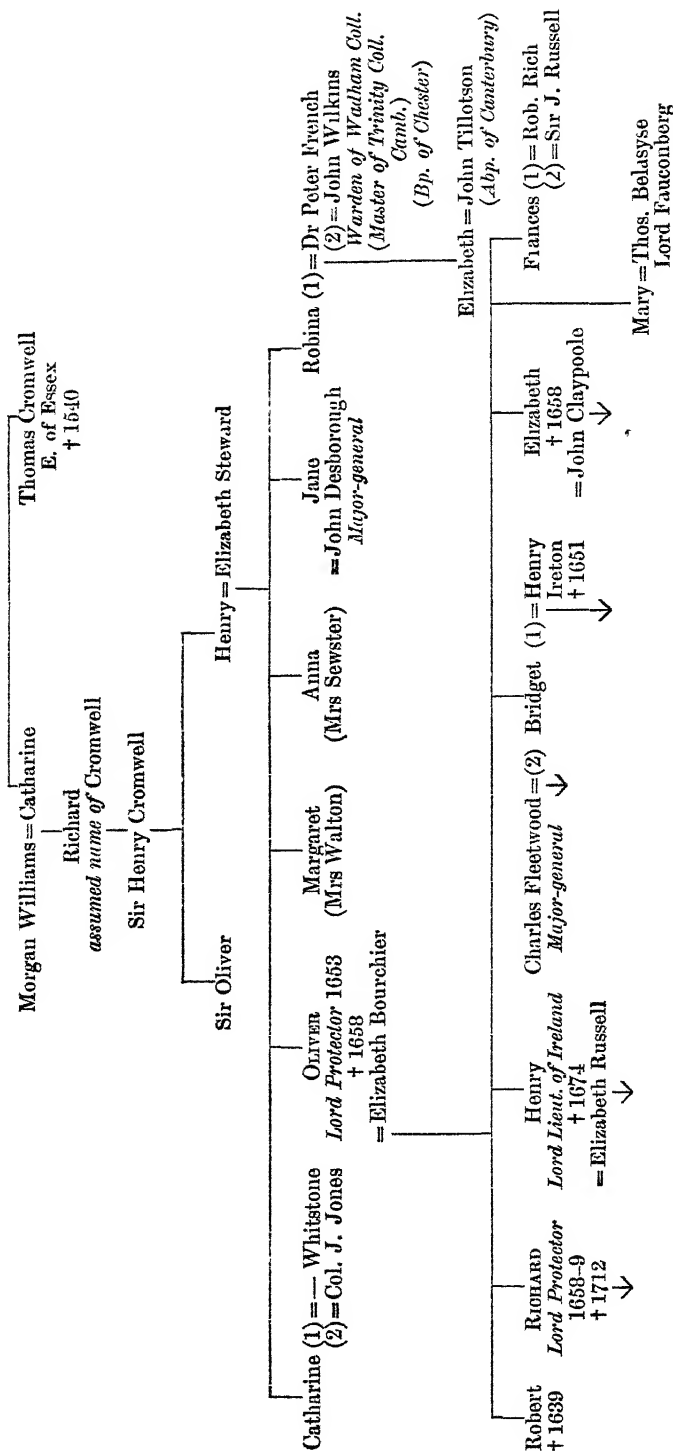 Morgan Williams = Catharine
Thomas Cromwell
E. of Essex
† 1540
Richard
assumed name of Cromwell
Sir Henry Cromwell
Sir Oliver
Henry = Elizabeth Steward
Catharine (1) = — Whitstone
(2) = Col. J. Jones
OLIVER
Lord Protector 1653
† 1658
= Elizabeth Bourchier
Margaret
(Mrs Walton)
Anna
(Mrs Sewster)
Jane
= John Desborough
Major-general
Robina (1) = Dr Peter French
(2) = John Wilkins
Warden of Wadham Coll.
(Master of Trinity Coll.
Camb.)
(Bp. of Chester)
Elizabeth = John Tillotson
(Abp. of Canterbury)
Robert
† 1639
RICHARD
Lord Protector
1658-9
† 1712
Henry
Lord Lieut. of Ireland
† 1674
= Elizabeth Russell
Charles Fleetwood = (2) Bridget (1) = Henry
Major-general
Ireton
† 1651
Elizabeth
† 1658
= John Claypoole
Mary = Thos. Belasyse
Lord Fauconberg
Frances (1) = Rob. Rich
(2) = Sir J. Russell